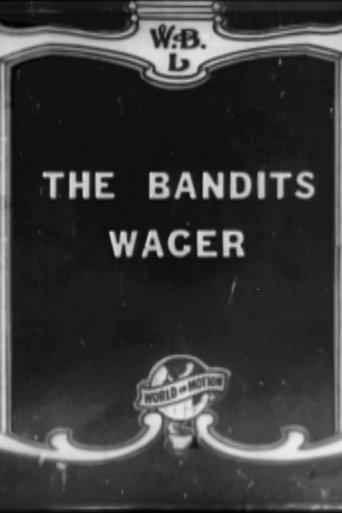 W.&B.
L
THE BANDITS
WAGER
WORLD IN MOTION